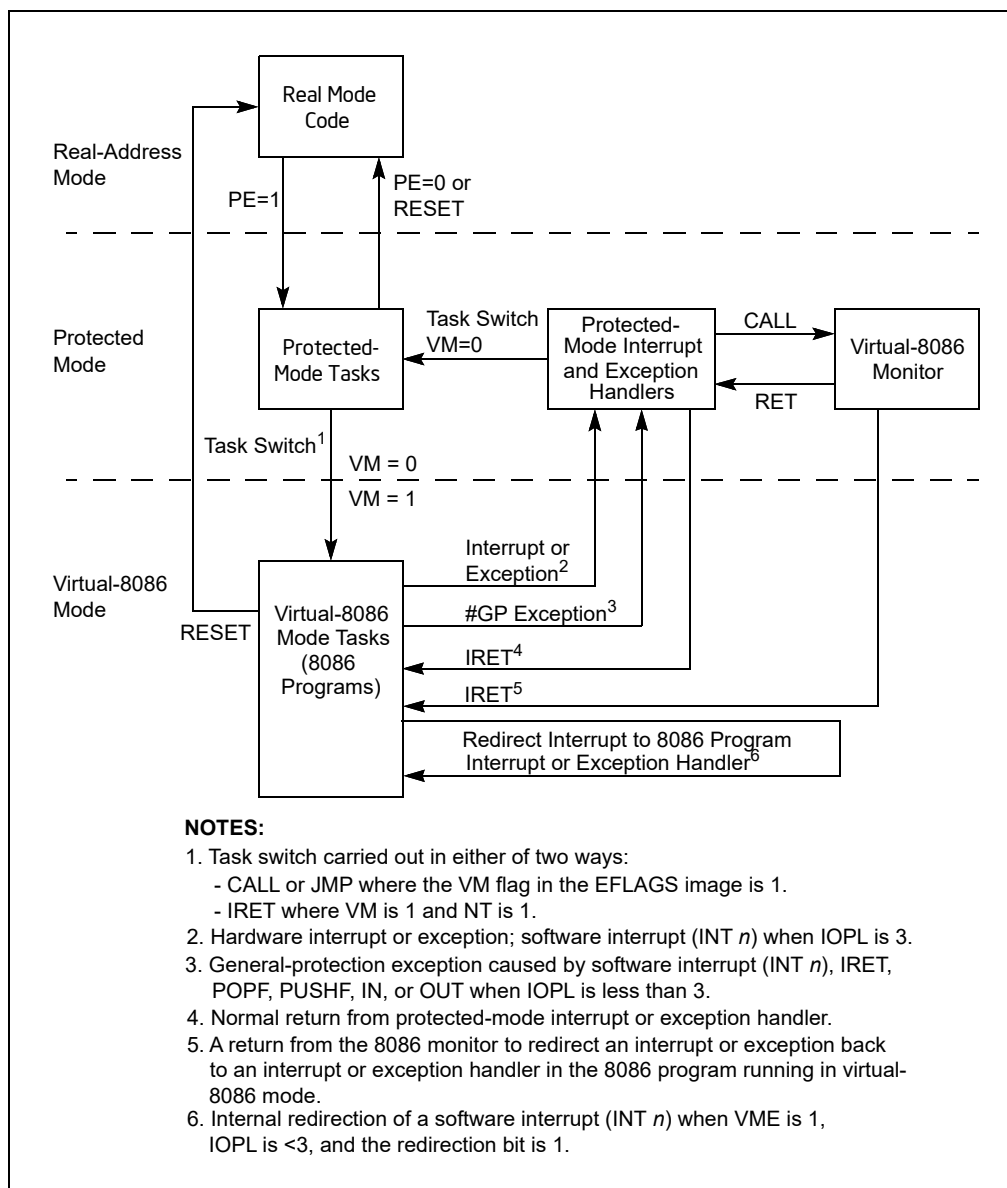 Real Mode
Code
Real-Address
Mode
PE=1
PE=0 or
RESET
Protected
Mode
Protected-
Mode Tasks
Task Switch
VM=0
Protected-
Mode Interrupt
and Exception
Handlers
CALL
RET
Virtual-8086
Monitor
Task Switch1
VM = 0
VM = 1
Virtual-8086
Mode
RESET
Virtual-8086
Mode Tasks
(8086
Programs)
Interrupt or
Exception2
#GP Exception3
IRET4
IRET5
Redirect Interrupt to 8086 Program
Interrupt or Exception Handler6
NOTES:
1. Task switch carried out in either of two ways:
- CALL or JMP where the VM flag in the EFLAGS image is 1.
- IRET where VM is 1 and NT is 1.
2. Hardware interrupt or exception; software interrupt (INT n) when IOPL is 3.
3. General-protection exception caused by software interrupt (INT n), IRET,
POPF, PUSHF, IN, or OUT when IOPL is less than 3.
4. Normal return from protected-mode interrupt or exception handler.
5. A return from the 8086 monitor to redirect an interrupt or exception back
to an interrupt or exception handler in the 8086 program running in virtual-
8086 mode.
6. Internal redirection of a software interrupt (INT n) when VME is 1,
IOPL is <3, and the redirection bit is 1.